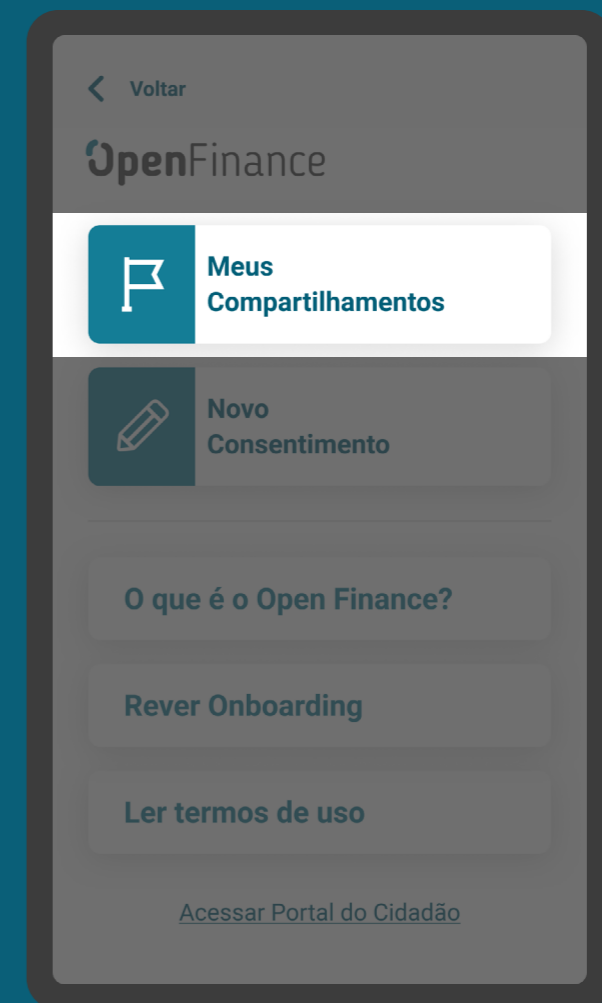 Voltar
OpenFinance
Meus
Compartilhamentos
Novo
Consentimento
O que é o Open Finance?
Rever Onboarding
Ler termos de uso
Acessar Portal do Cidadão